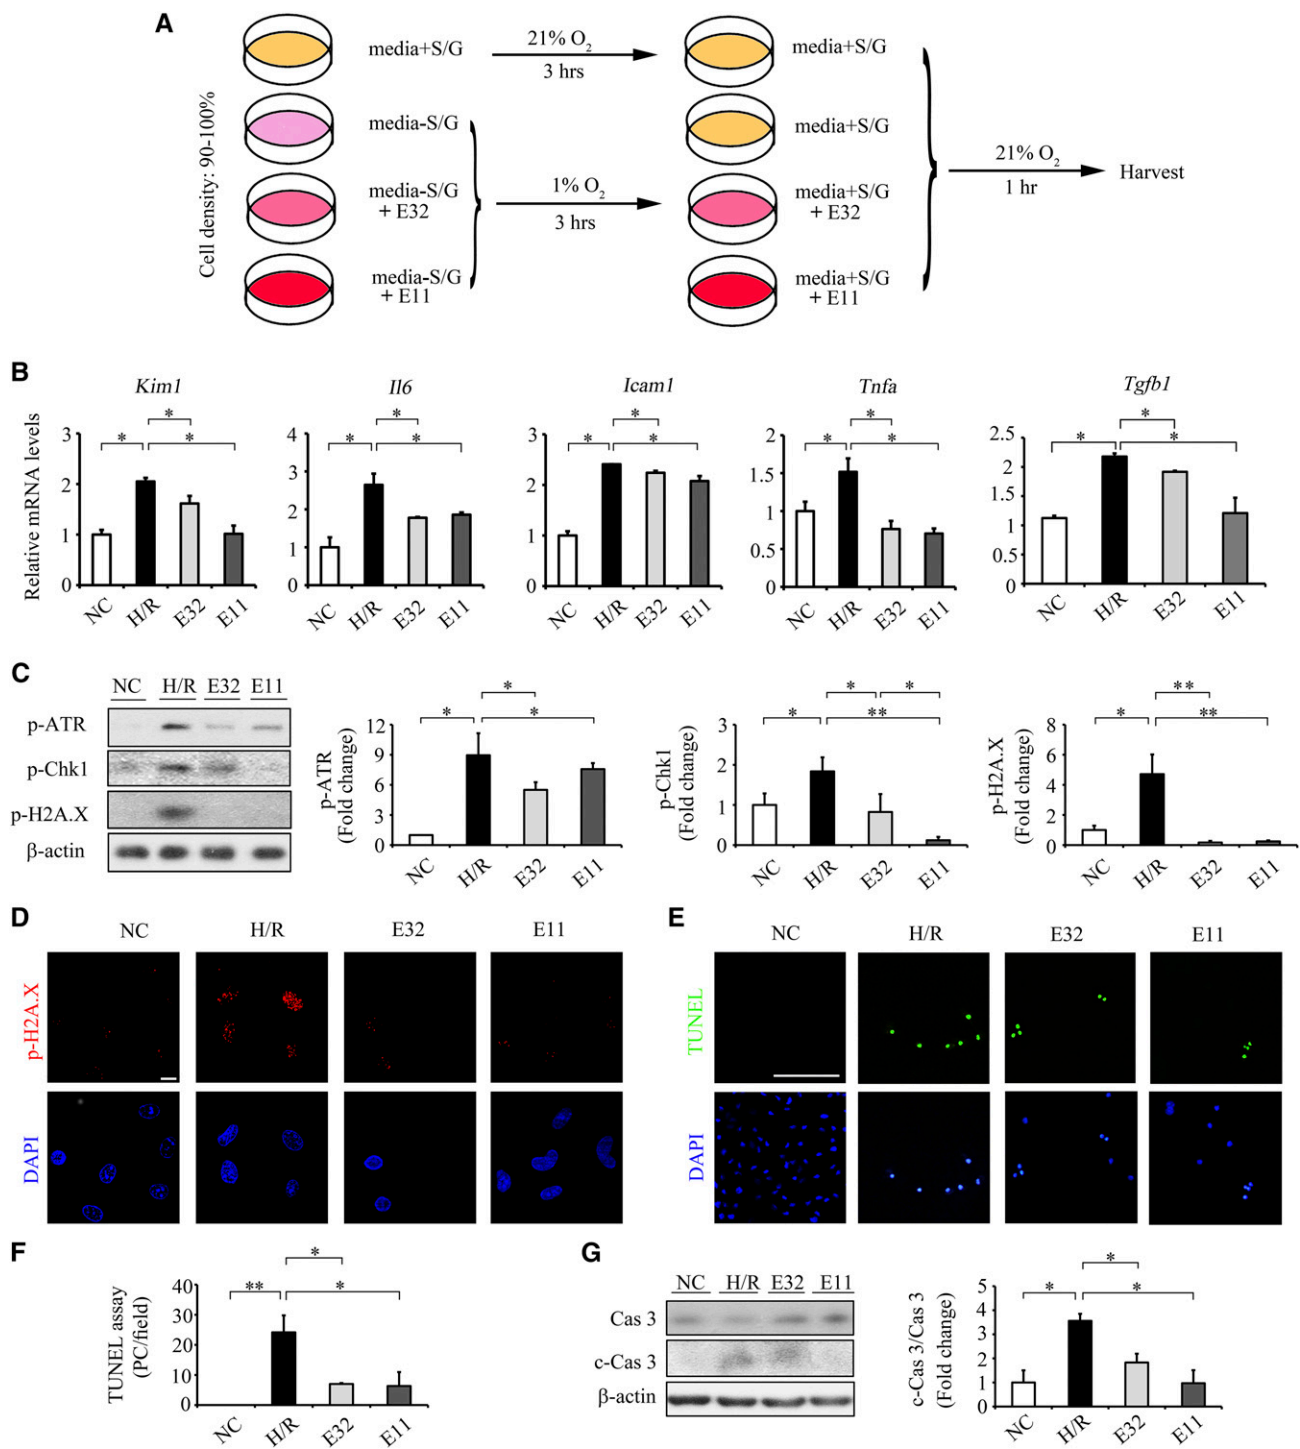 A
Cell density: 90-100%
media+S/G
21% O2
3 hrs
media+S/G
media-S/G
media+S/G
media-S/G
+ E32
1% O2
3 hrs
media+S/G
+ E32
21% O2
1 hr
Harvest
media-S/G
+ E11
media+S/G
+ E11
B
Relative mRNA levels
Kim1
*
* *
3
2
1
0
NC H/R E32 E11
Il6
*
* *
4
3
2
1
0
NC H/R E32 E11
Icam1
*
* *
3
2
1
0
NC H/R E32 E11
Tnfa
*
* *
2
1.5
1
0.5
0
NC H/R E32 E11
Tgfb1
*
* *
2.5
2
1.5
1
0.5
0
NC H/R E32 E11
C
NC H/R E32 E11
p-ATR
p-Chk1
p-H2A.X
β-actin
p-ATR
(Fold change)
*
* *
12
9
6
3
0
NC H/R E32 E11
p-Chk1
(Fold change)
* *
* **
3
2
1
0
NC H/R E32 E11
p-H2A.X
(Fold change)
**
* **
8
6
4
2
0
NC H/R E32 E11
D
NC H/R E32 E11
p-H2A.X
DAPI
E
NC H/R E32 E11
TUNEL
DAPI
F
TUNEL assay
(PC/field)
*
** *
40
30
20
10
0
NC H/R E32 E11
G
NC H/R E32 E11
Cas 3
c-Cas 3
β-actin
c-Cas 3/Cas 3
(Fold change)
*
* *
5
4
3
2
1
0
NC H/R E32 E11